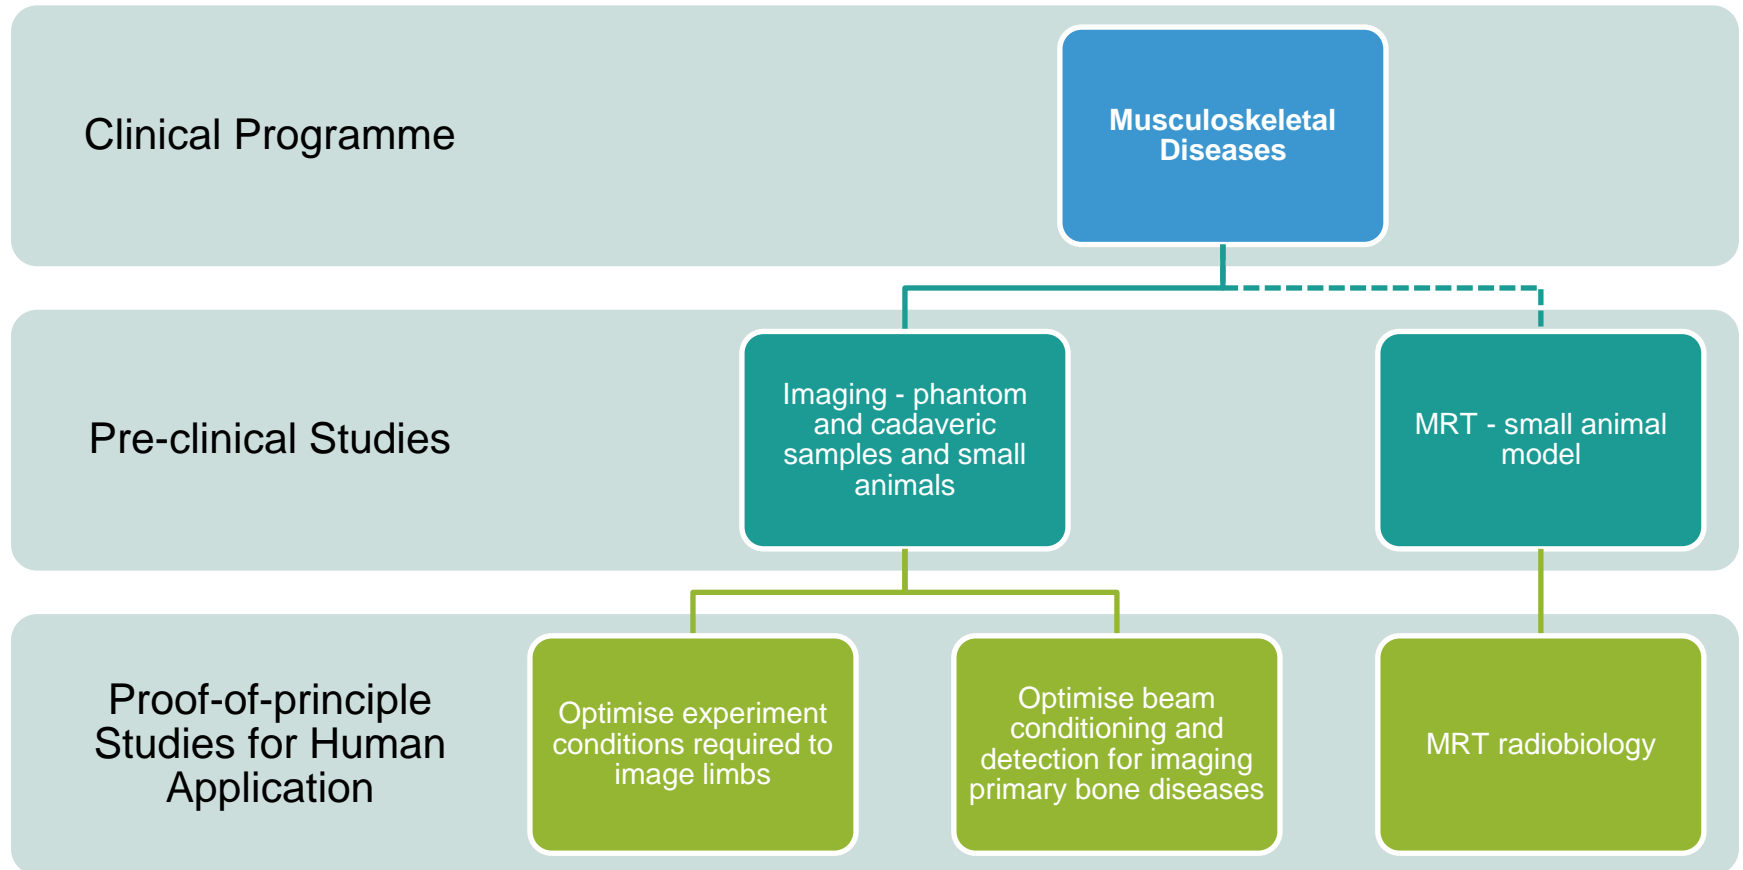 Clinical Programme
Musculoskeletal
Diseases
Pre-clinical Studies
Imaging - phantom
and cadaveric
samples and small
animals
MRT - small animal
model
Proof-of-principle
Studies for Human
Application
Optimise experiment
conditions required to
image limbs
Optimise beam
conditioning and
detection for imaging
primary bone diseases
MRT radiobiology